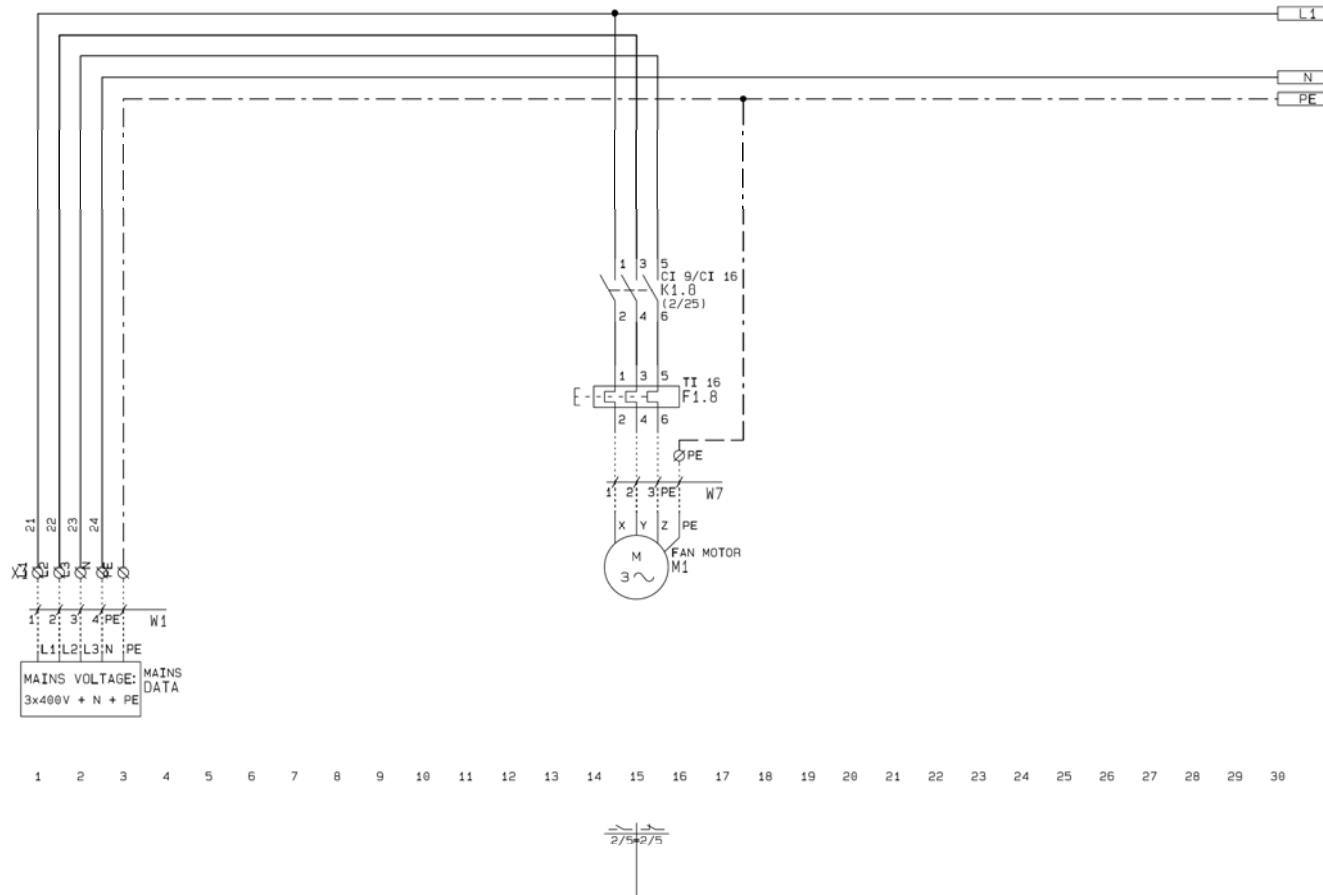 L1
N
PE
1 3 5
CI 9/CI 16
K1.8
(2/25)
2 4 6
1 3 5
TI 16
F1.8
2 4 6
PE
1 2 3 PE
W7
X Y Z PE
M
3
FAN MOTOR
M1
21 22 23 24
L2 L3 N PE
1 2 3 4 PE
W1
L1 L2 L3 N PE
MAINS VOLTAGE:
3x400V + N + PE
MAINS
DATA
1 2 3 4 5 6 7 8 9 10 11 12 13 14 15 16 17 18 19 20 21 22 23 24 25 26 27 28 29 30
2/5 2/5